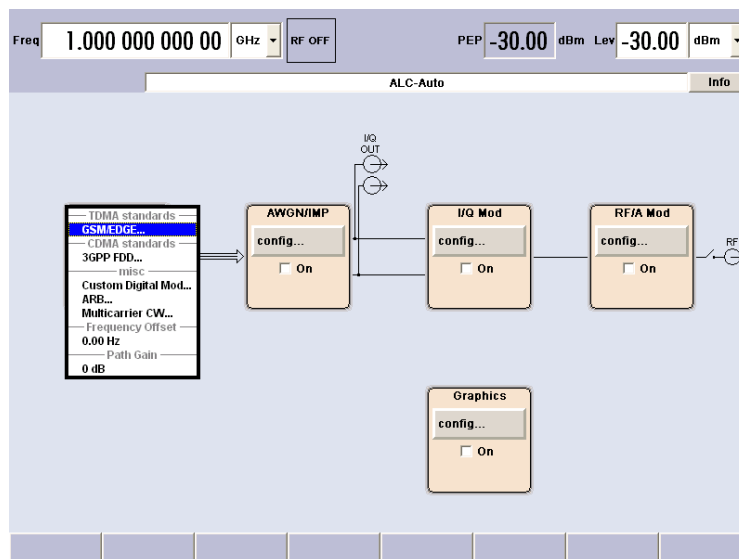 Freq 1.000 000 000 00 GHz RF OFF PEP -30.00 dBm Lev -30.00 dBm
ALC-Auto Info
I/Q
OUT
TDMA standards
GSM/EDGE...
CDMA standards
3GPP FDD...
misc
Custom Digital Mod...
ARB...
Multicarrier CW...
Frequency Offset
0.00 Hz
Path Gain
0 dB
AWGN/IMP
config...
On
I/Q Mod
config...
On
RF/A Mod
config...
On
RF
Graphics
config...
On